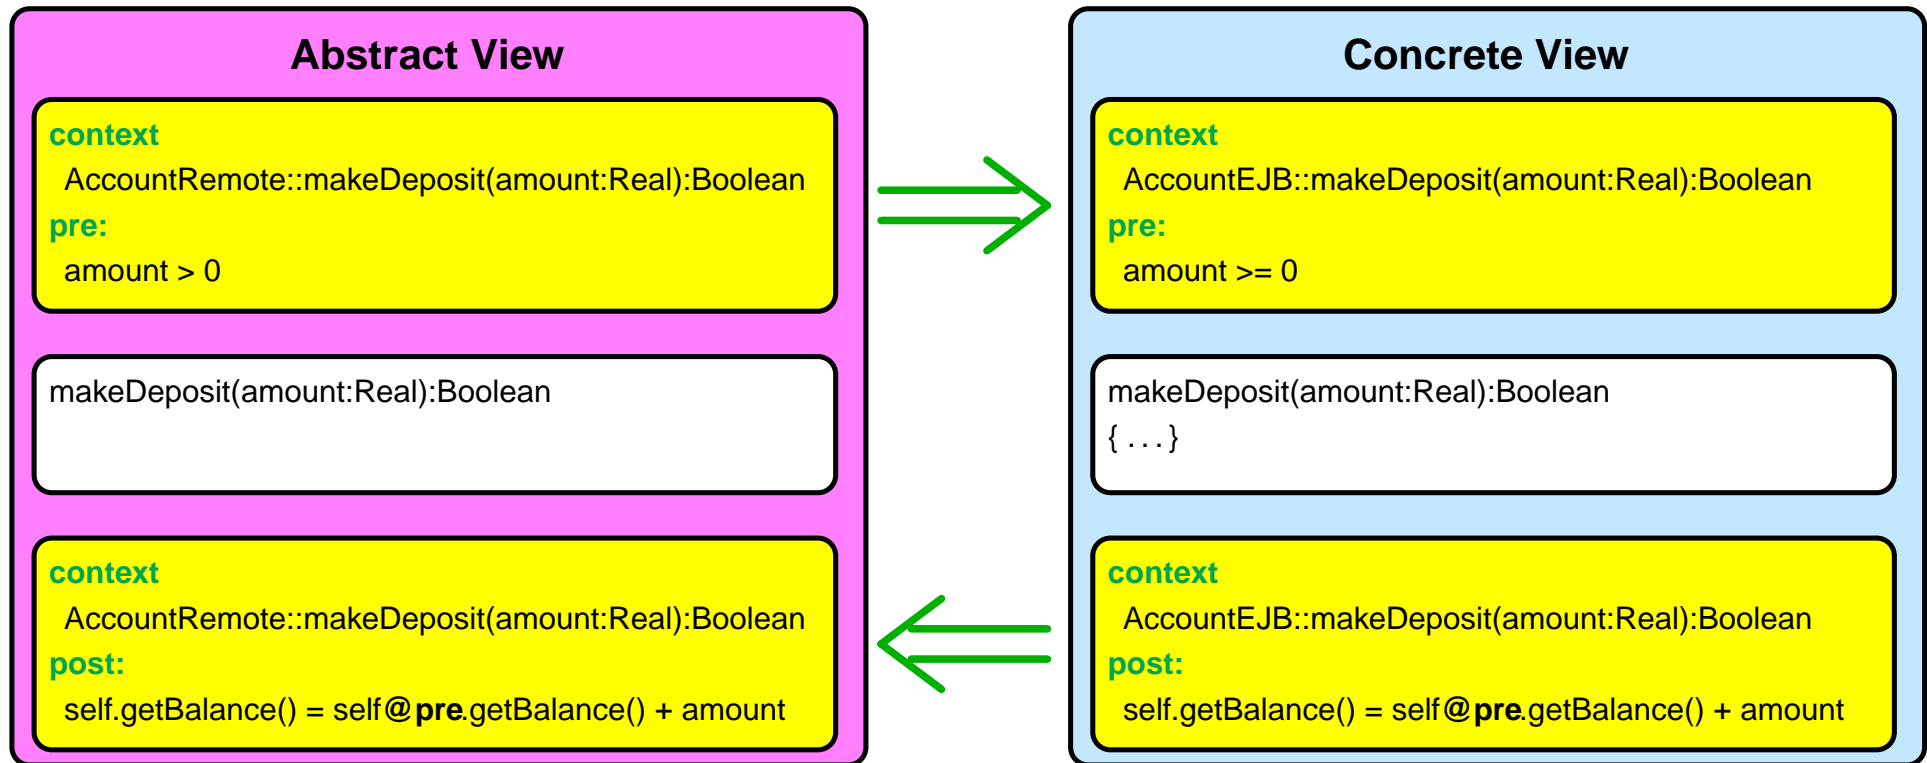 Abstract View
context
AccountRemote::makeDeposit(amount:Real):Boolean
pre:
amount > 0
makeDeposit(amount:Real):Boolean
context
AccountRemote::makeDeposit(amount:Real):Boolean
post:
self.getBalance() = self@pre.getBalance() + amount
Concrete View
context
AccountEJB::makeDeposit(amount:Real):Boolean
pre:
amount >= 0
makeDeposit(amount:Real):Boolean
{ . . . }
context
AccountEJB::makeDeposit(amount:Real):Boolean
post:
self.getBalance() = self@pre.getBalance() + amount